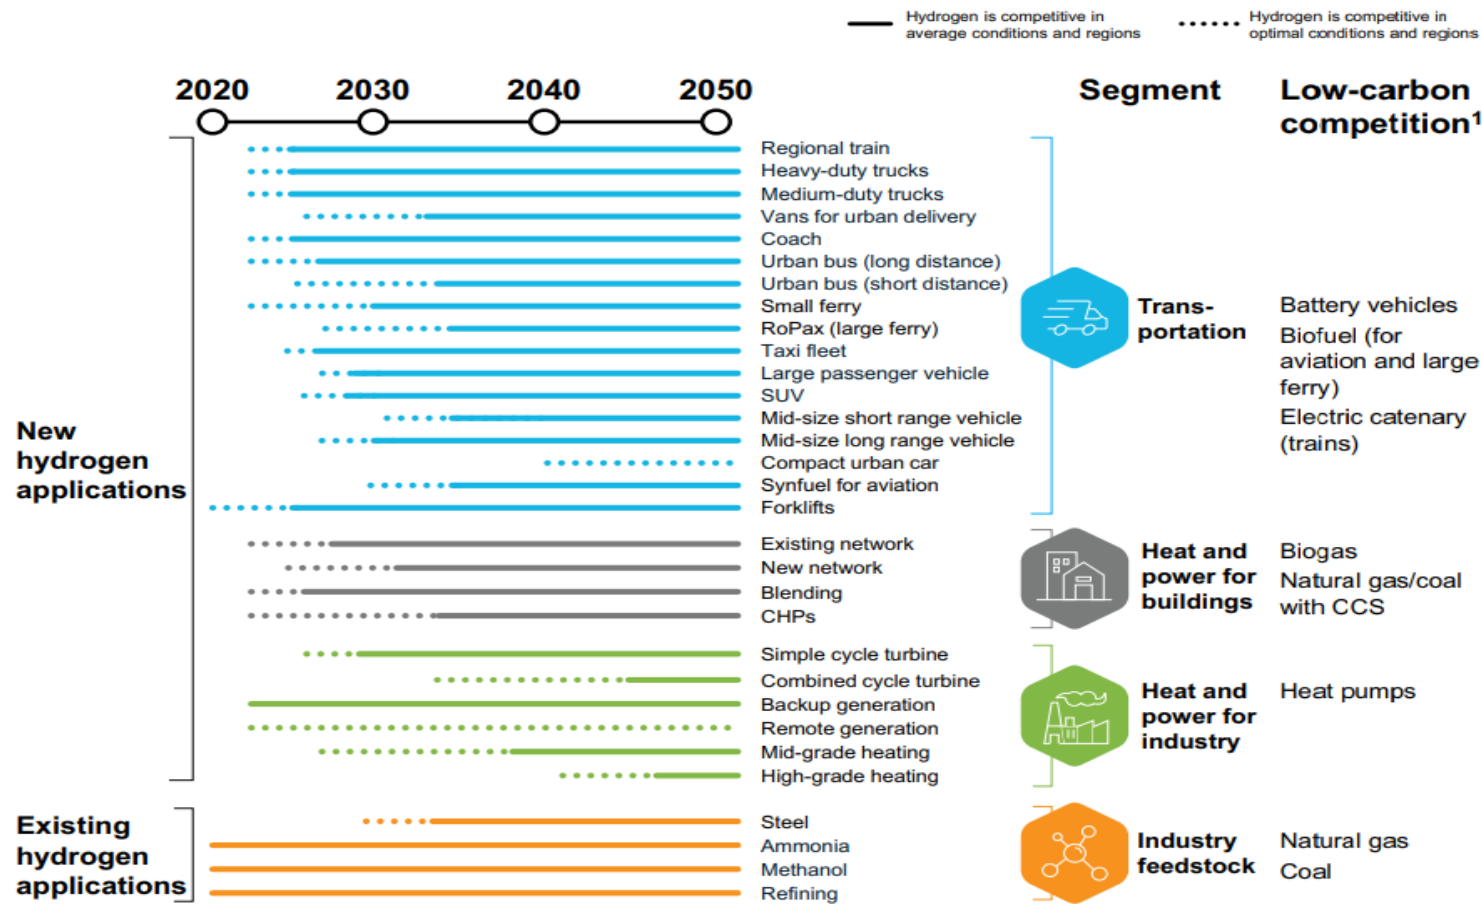 Hydrogen is competitive in
average conditions and regions
Hydrogen is competitive in
optimal conditions and regions
2020
2030
2040
2050
Segment
Low-carbon
competition¹
New
hydrogen
applications
Regional train
Heavy-duty trucks
Medium-duty trucks
Vans for urban delivery
Coach
Urban bus (long distance)
Urban bus (short distance)
Small ferry
RoPax (large ferry)
Taxi fleet
Large passenger vehicle
SUV
Mid-size short range vehicle
Mid-size long range vehicle
Compact urban car
Synfuel for aviation
Forklifts
Trans-
portation
Battery vehicles
Biofuel (for
aviation and large
ferry)
Electric catenary
(trains)
Existing network
New network
Blending
CHPs
Heat and
power for
buildings
Biogas
Natural gas/coal
with CCS
Simple cycle turbine
Combined cycle turbine
Backup generation
Remote generation
Mid-grade heating
High-grade heating
Heat and
power for
industry
Heat pumps
Existing
hydrogen
applications
Steel
Ammonia
Methanol
Refining
Industry
feedstock
Natural gas
Coal